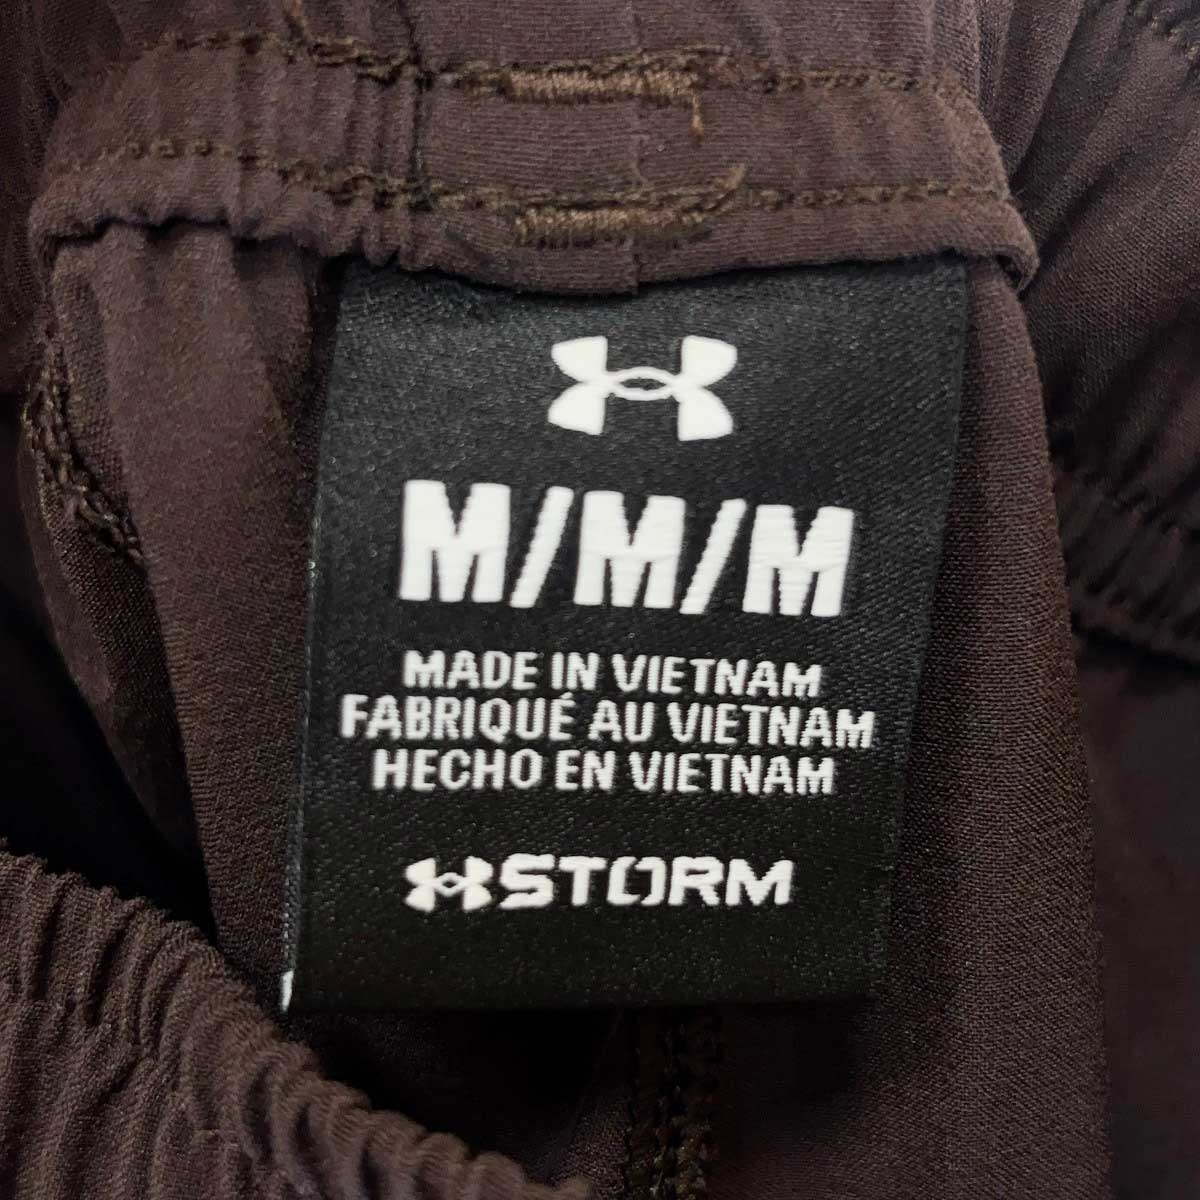 M/M/M
MADE IN VIETNAM
FABRIQUÉ AU VIETNAM
HECHO EN VIETNAM
STORM